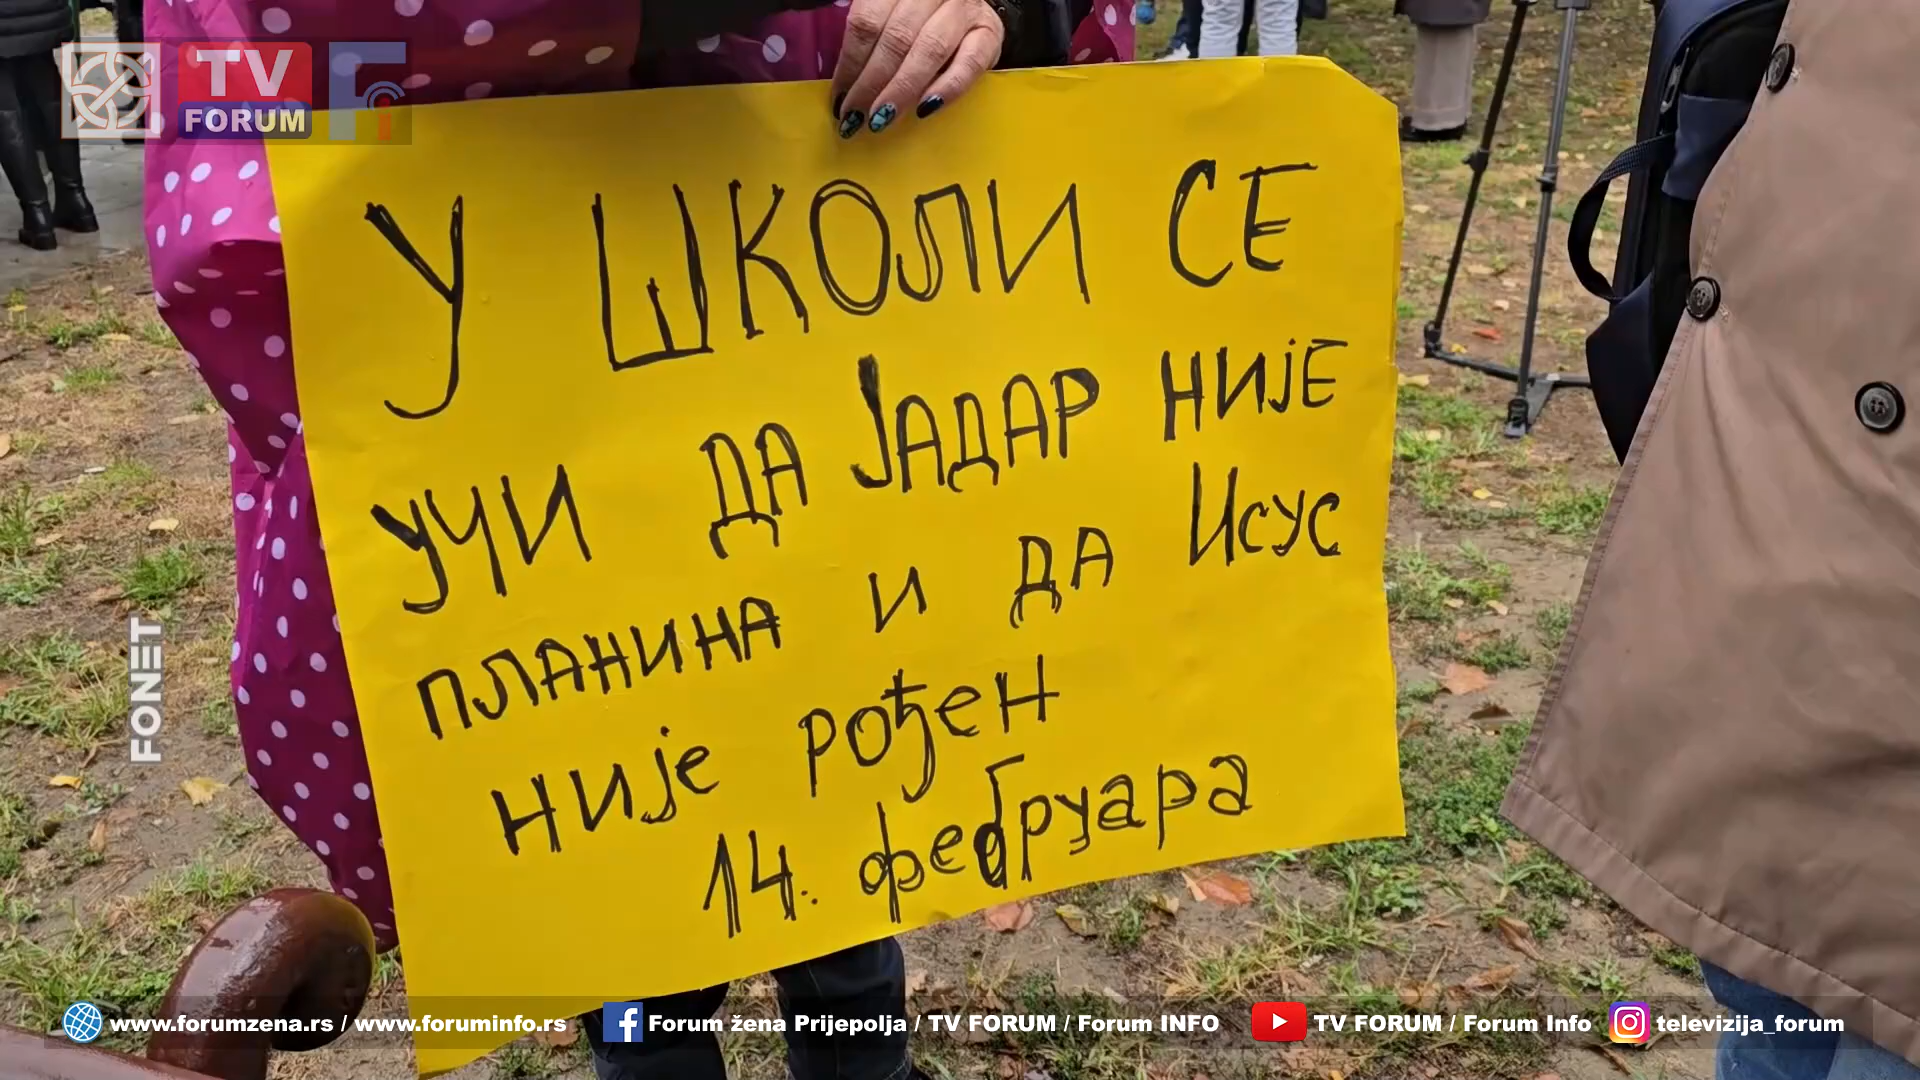 TV
FORUM
У ШКОЛИ СЕ
УЧИ ДА ЈАДАР НИЈЕ
ПЛАНИНА И ДА ИСУС
НИЈЕ РОЂЕН
14. фебруара
FONET
www.forumzena.rs / www.foruminfo.rs
Forum žena Prijepolja / TV FORUM / Forum INFO
TV FORUM / Forum Info
televizija_forum